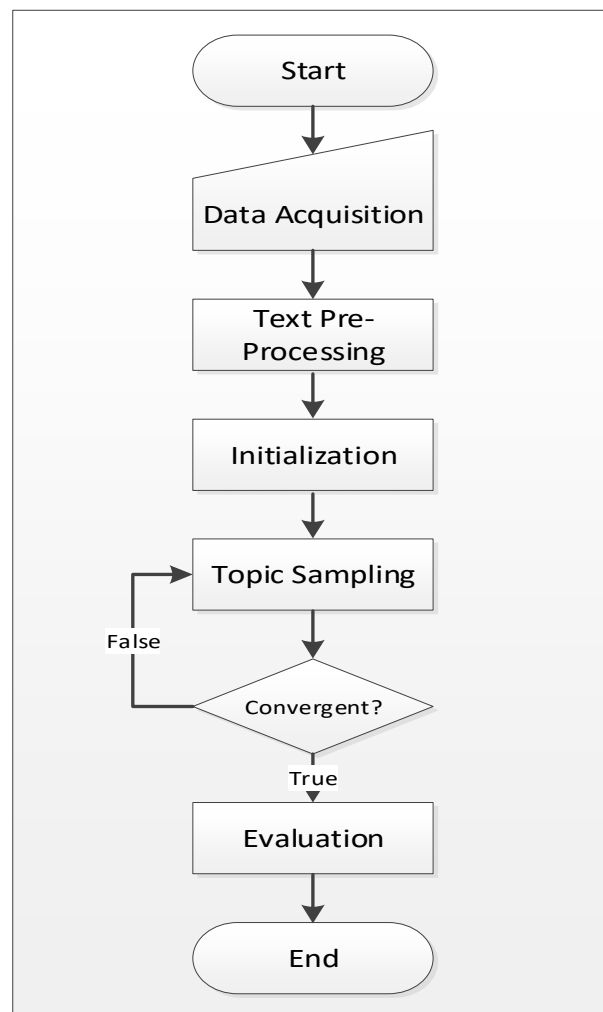 Start
Data Acquisition
Text Pre-
Processing
Initialization
Topic Sampling
False
Convergent?
True
Evaluation
End